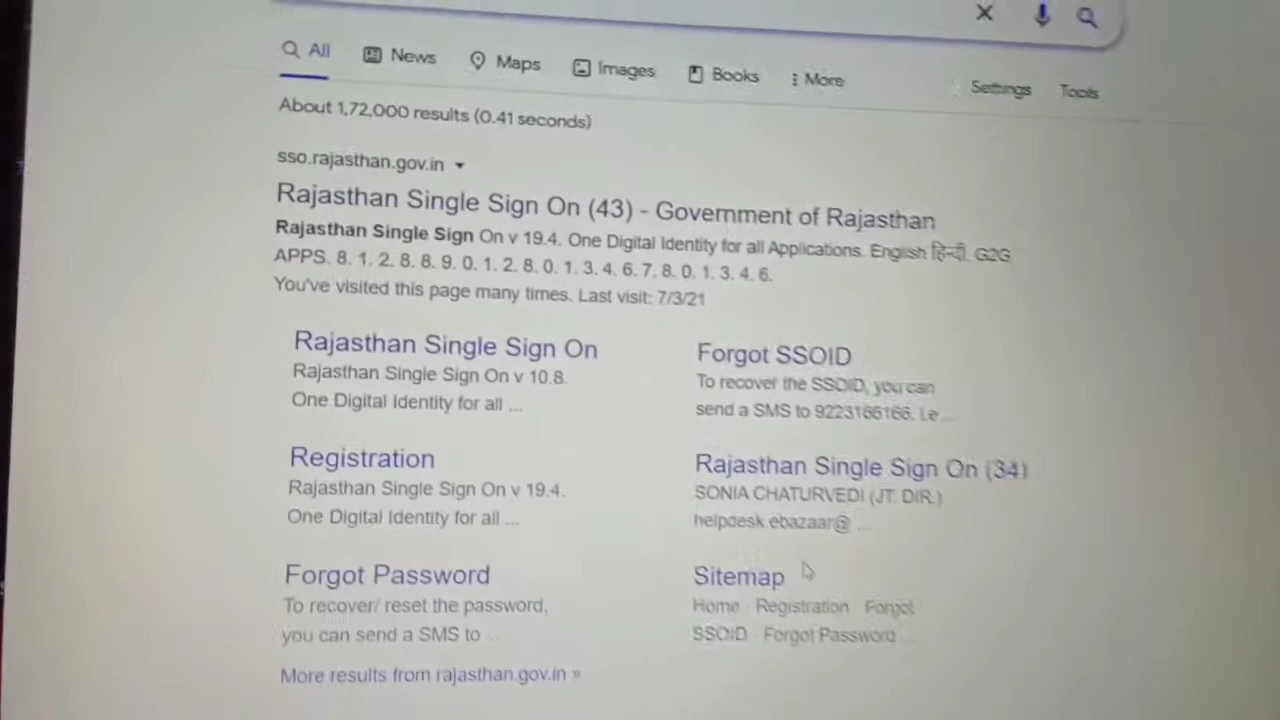 All News Maps Images Books More Settings Tools
About 1,72,000 results (0.41 seconds)
sso.rajasthan.gov.in
Rajasthan Single Sign On (43) - Government of Rajasthan
Rajasthan Single Sign On v 19.4. One Digital Identity for all Applications. English हिन्दी. G2G
APPS. 8. 1. 2. 8. 8. 9. 0. 1. 2. 8. 0. 1. 3. 4. 6. 7. 8. 0. 1. 3. 4. 6.
You've visited this page many times. Last visit: 7/3/21
Rajasthan Single Sign On
Rajasthan Single Sign On v 10.8.
One Digital Identity for all ...
Forgot SSOID
To recover the SSOID, you can
send a SMS to 9223166166. i.e ...
Registration
Rajasthan Single Sign On v 19.4.
One Digital Identity for all ...
Rajasthan Single Sign On (34)
SONIA CHATURVEDI (JT. DIR.)
helpdesk.ebazaar@ ...
Forgot Password
To recover/ reset the password,
you can send a SMS to ...
Sitemap
Home · Registration · Forgot
SSOID · Forgot Password ...
More results from rajasthan.gov.in »